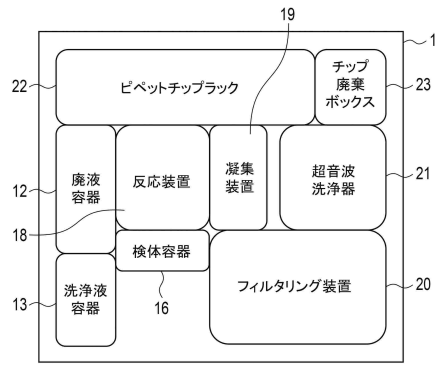 19
1
22
ピペットチップラック
チップ
廃棄
ボックス
23
12
廃液
容器
反応装置
凝集
装置
超音波
洗浄器
21
18
検体容器
13
洗浄液
容器
16
フィルタリング装置
20